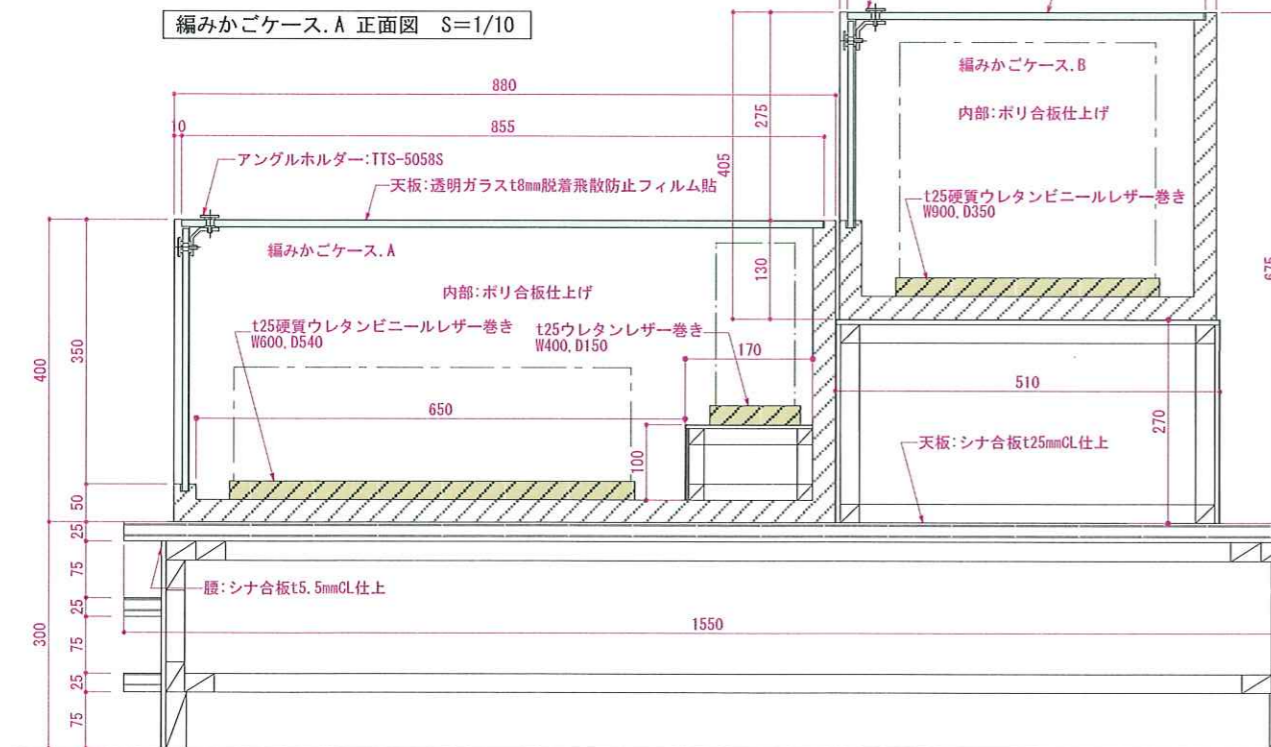 編みかごケース.A 正面図 S=1/10
880
10
855
アングルホルダー:TTS-5058S
天板:透明ガラスt8mm脱着飛散防止フィルム貼
編みかごケース.A
内部:ポリ合板仕上げ
t25硬質ウレタンビニールレザー巻き
W600,D540
t25ウレタンレザー巻き
W400,D150
170
650
100
400
350
50
275
405
130
編みかごケース.B
内部:ポリ合板仕上げ
t25硬質ウレタンビニールレザー巻き
W900,D350
675
510
270
天板:シナ合板t25mmCL仕上
腰:シナ合板t5.5mmCL仕上
1550
300
25
75
25
75
25
75